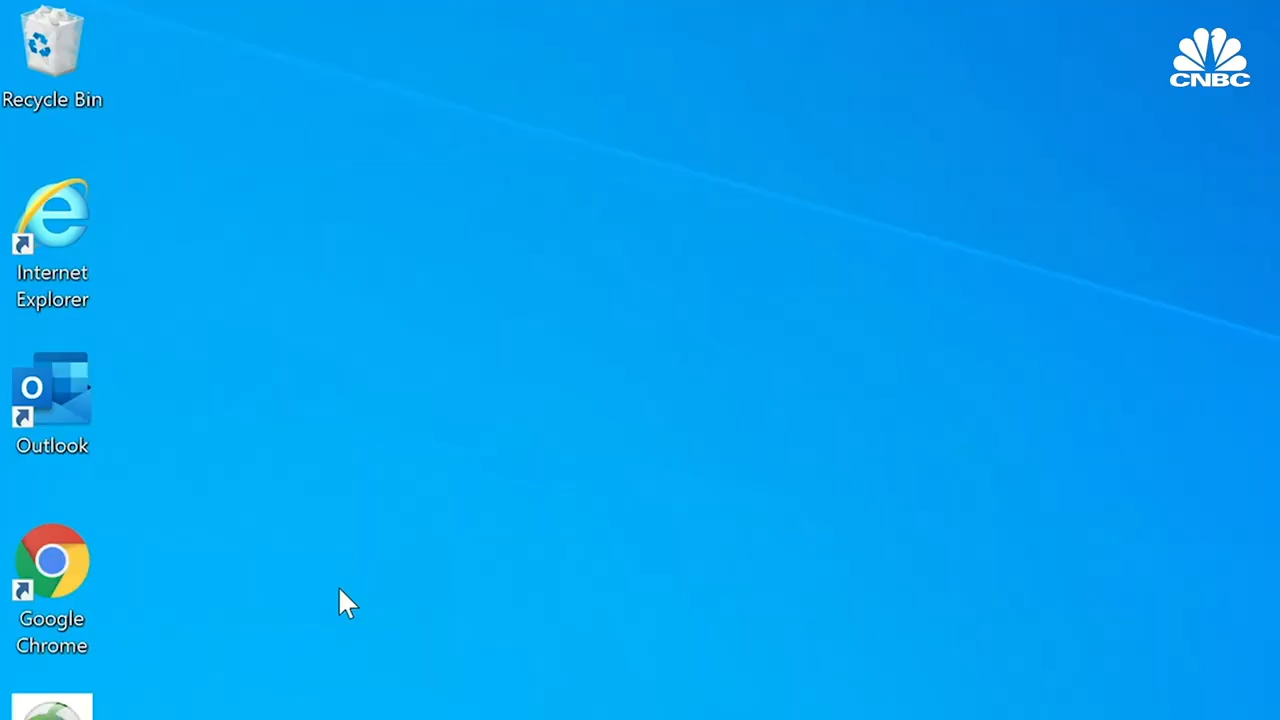 CNBC
Recycle Bin
Internet
Explorer
O
Outlook
Google
Chrome